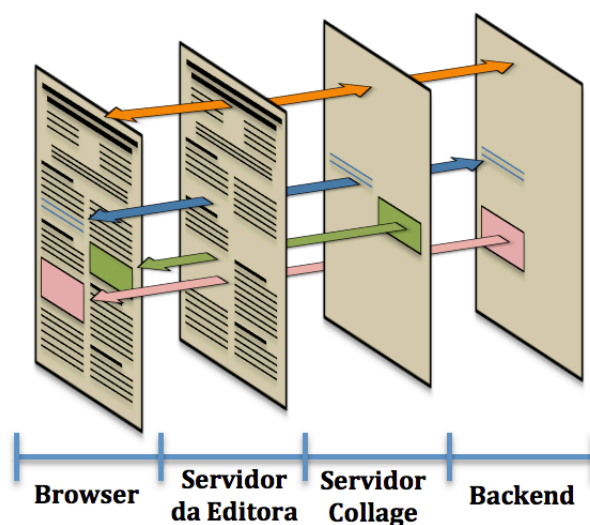 Browser
Servidor
da Editora
Servidor
Collage
Backend